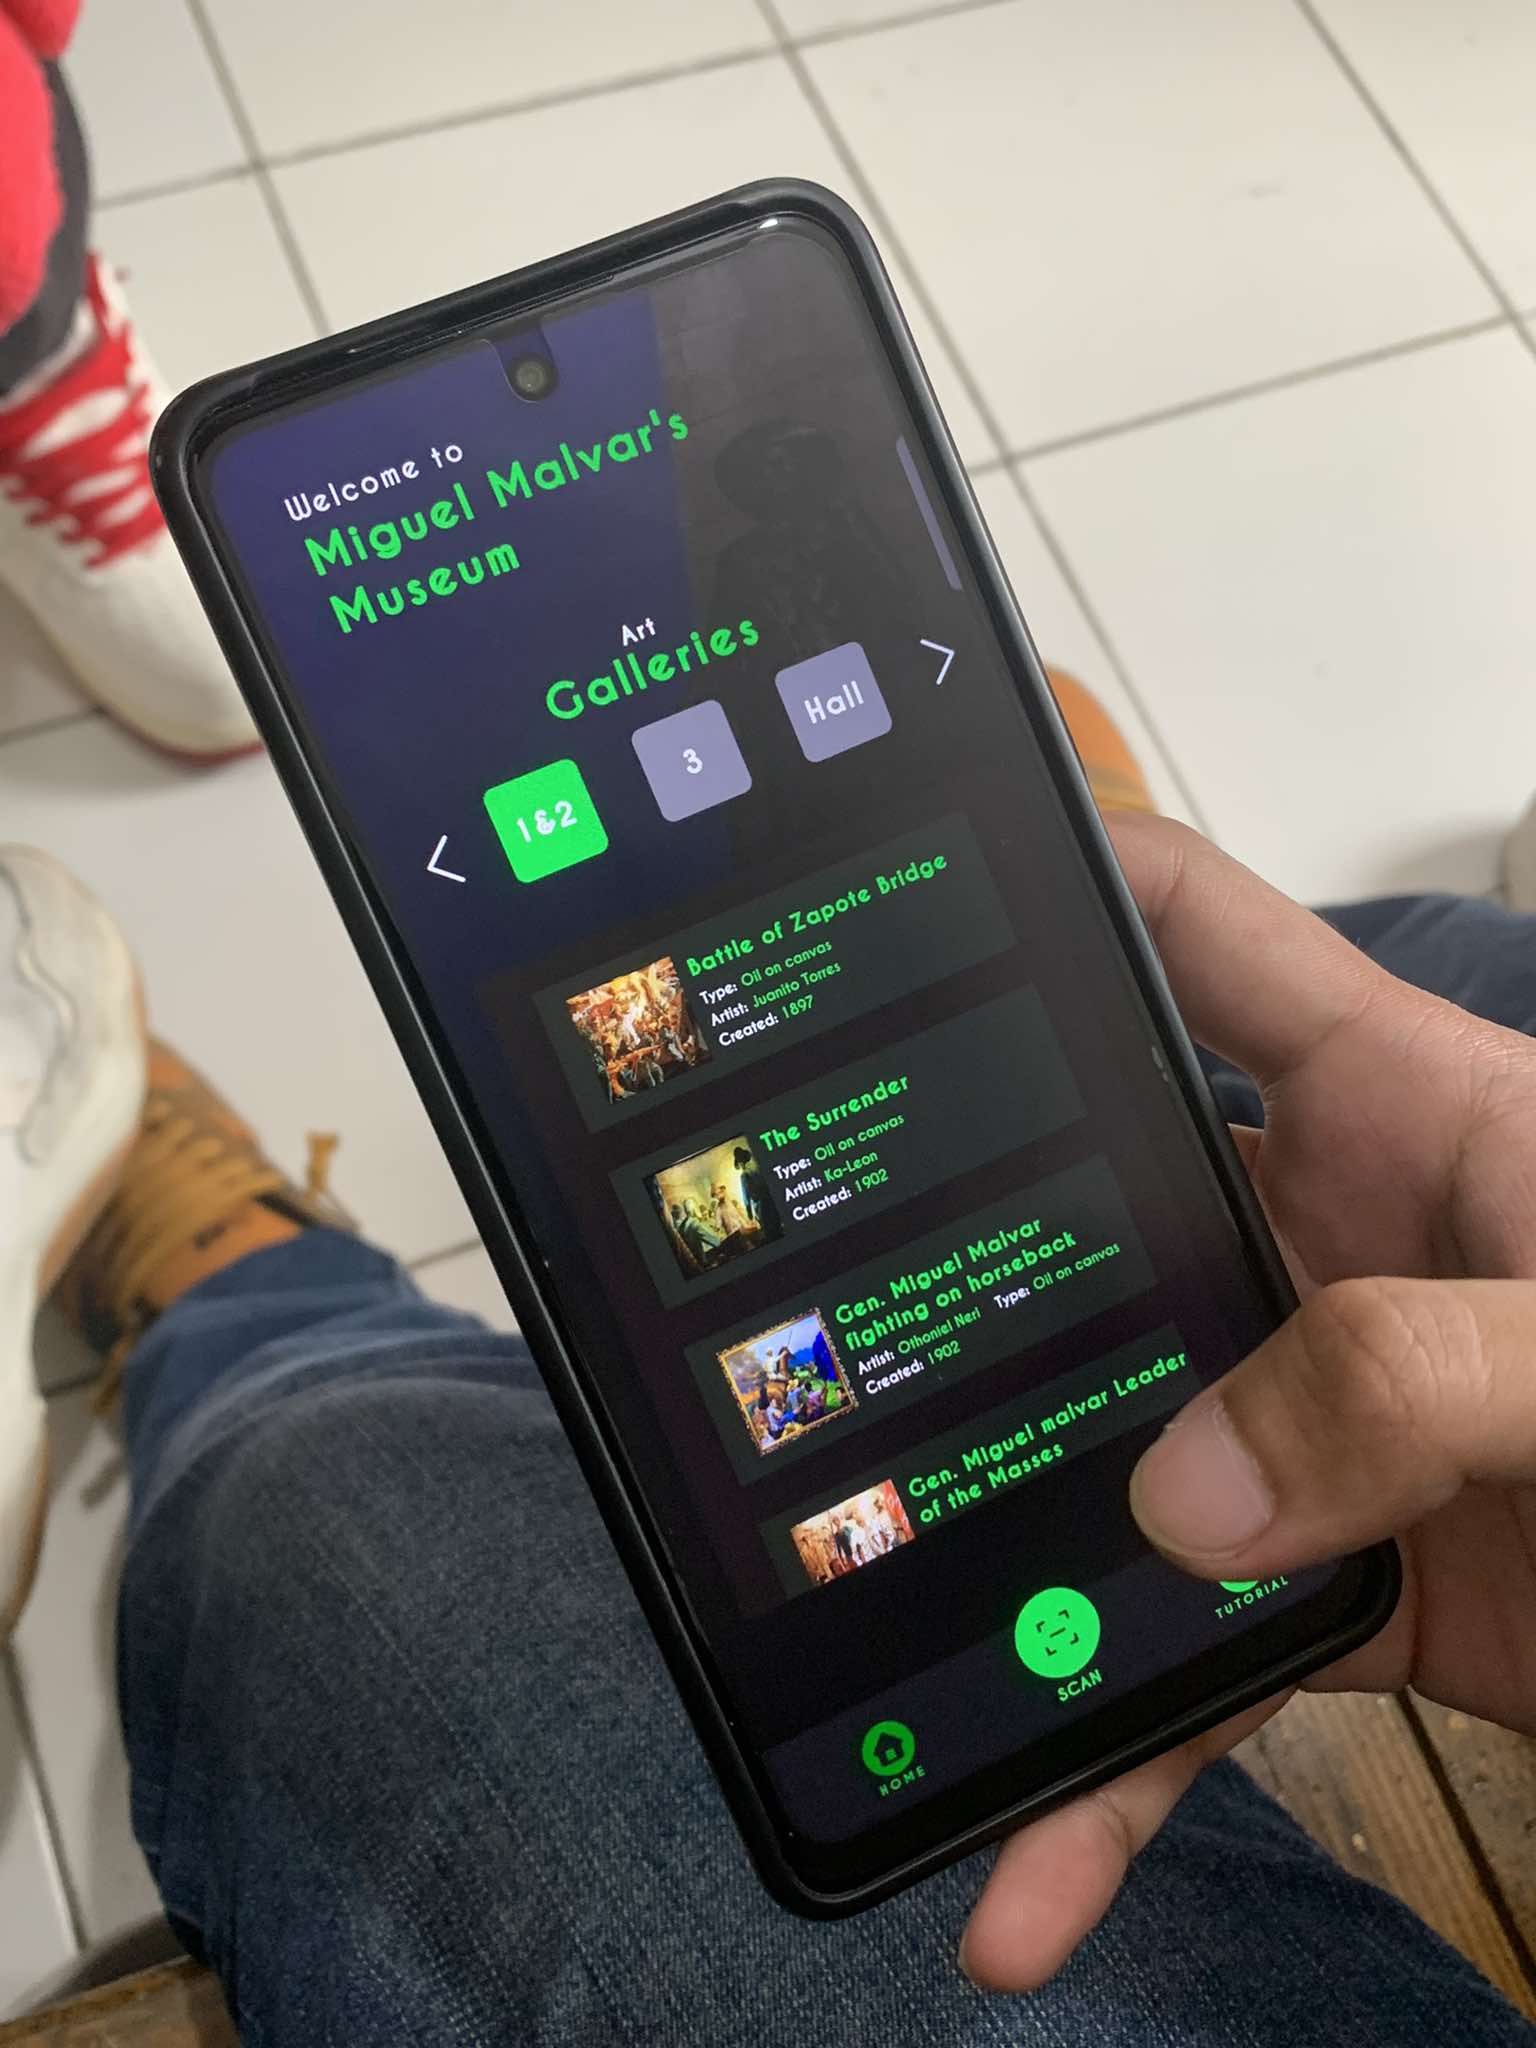 Welcome to
Miguel Malvar's
Museum
Art
Galleries
<
1&2
3
Hall
>
Battle of Zapote Bridge
Type: Oil on canvas
Artist: Juanito Torres
Created: 1897
The Surrender
Type: Oil on canvas
Artist: Ka-Leon
Created: 1902
Gen. Miguel Malvar
fighting on horseback
Artist: Othoniel Neri Type: Oil on canvas
Created: 1902
Gen. Miguel malvar Leader
of the Masses
HOME
SCAN
TUTORIAL